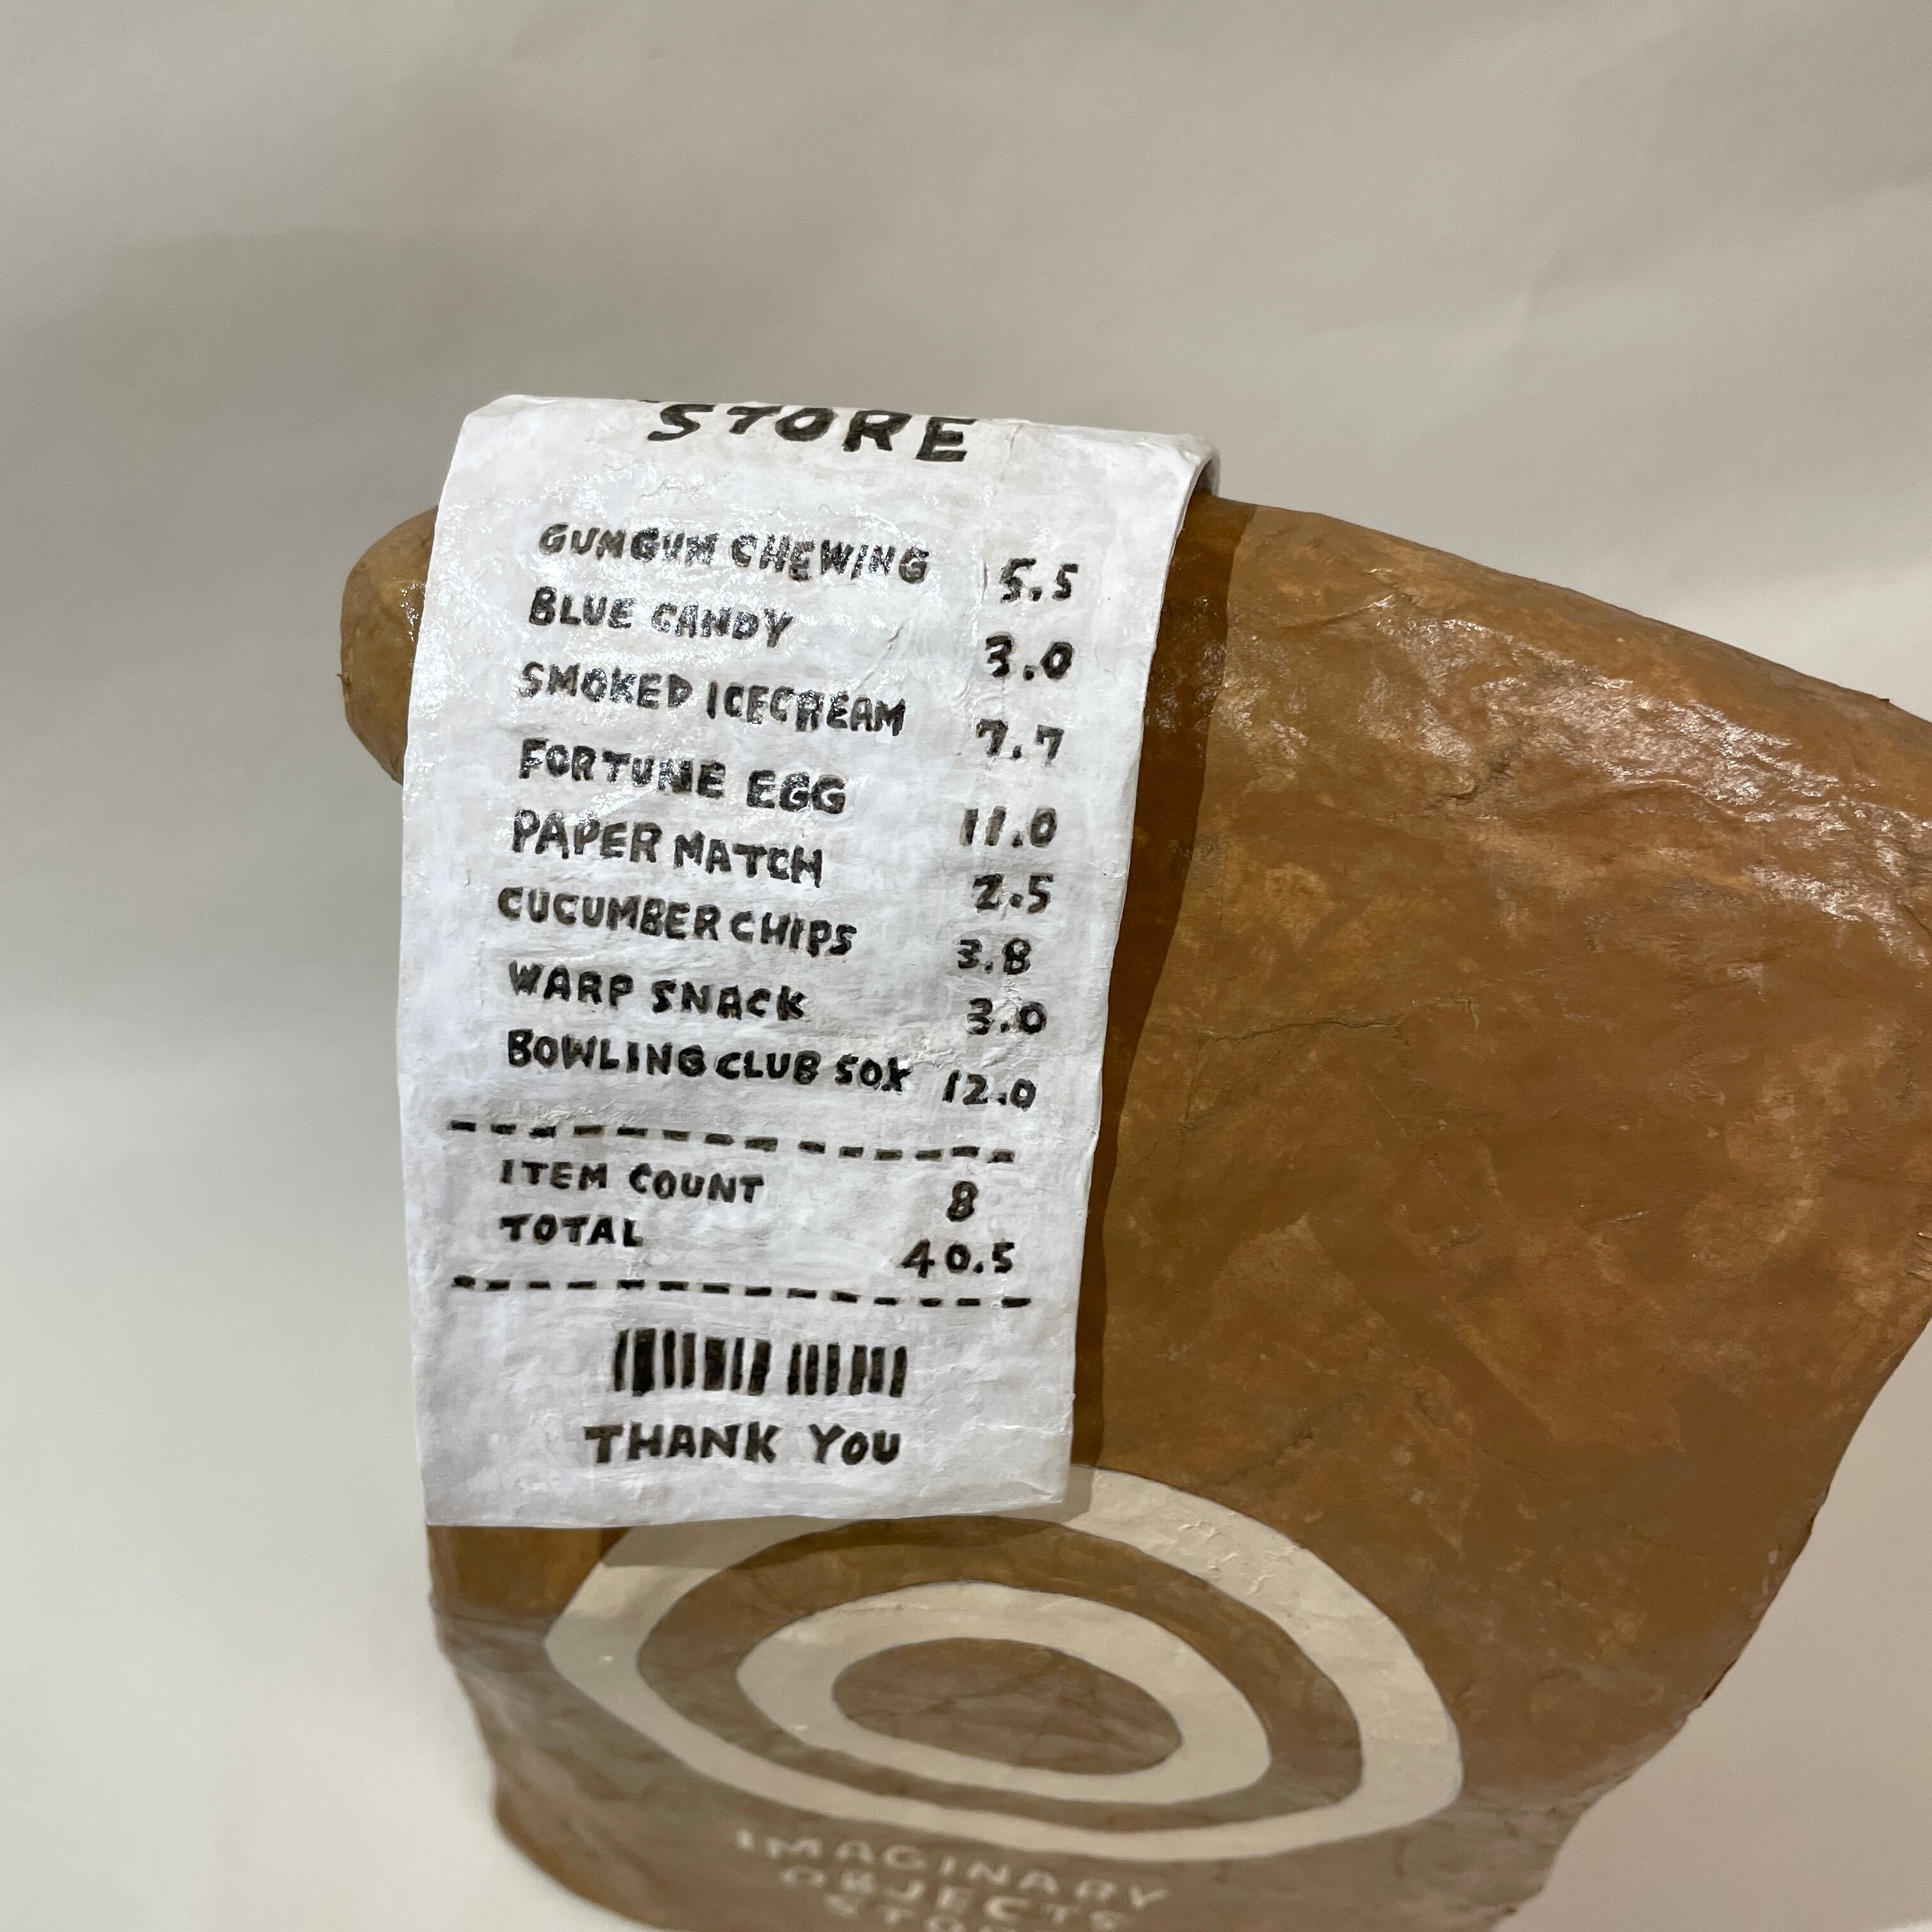 STORE
GUMGUM CHEWING 5.5
BLUE CANDY 3.0
SMOKED ICECREAM 7.7
FORTUNE EGG 11.0
PAPER MATCH 2.5
CUCUMBER CHIPS 3.8
WARP SNACK 3.0
BOWLING CLUB SOX 12.0
ITEM COUNT 8
TOTAL 40.5
THANK YOU
IMAGINARY
OBJECTS